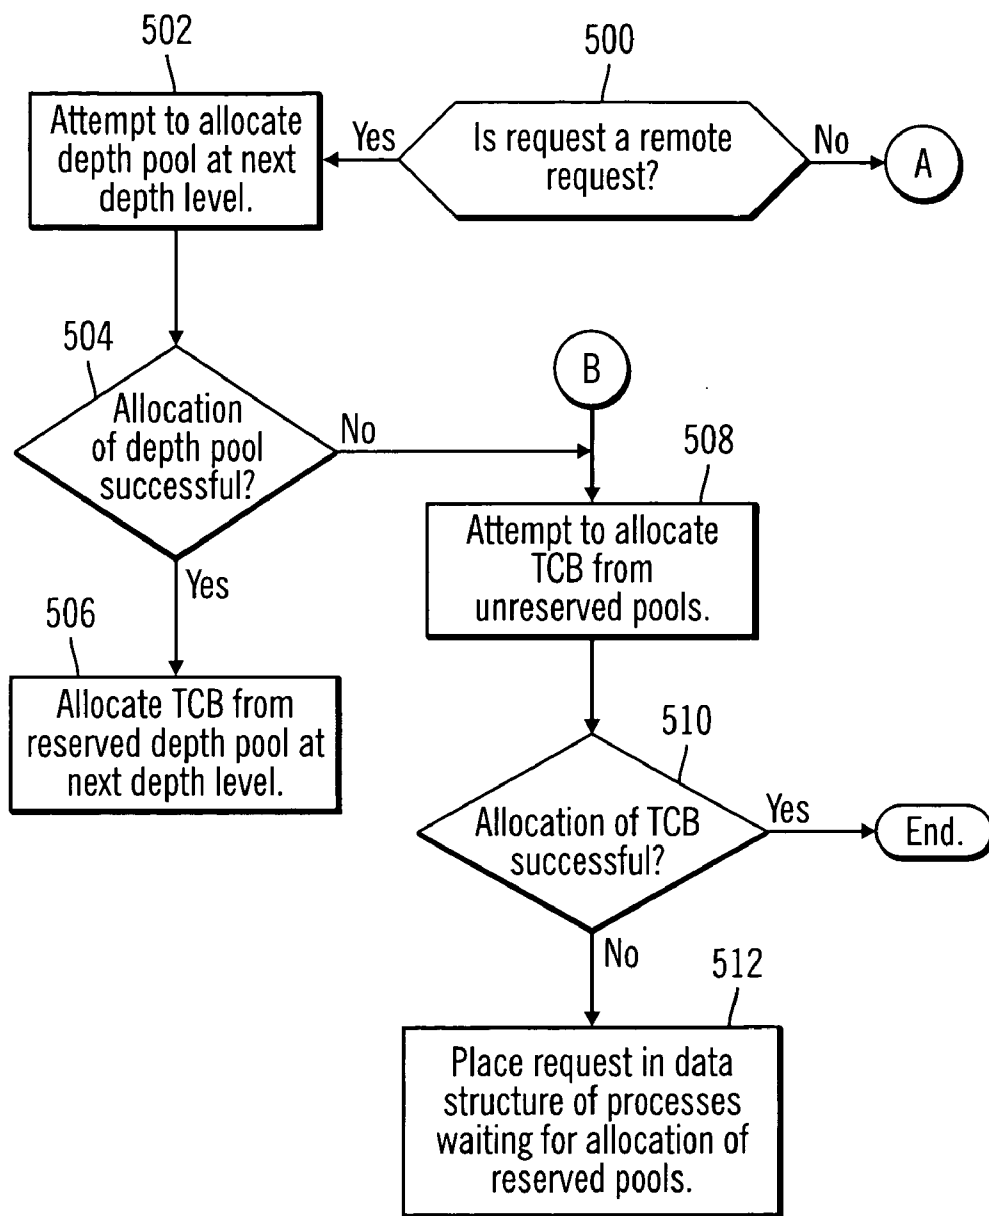 502
500
Attempt to allocate
depth pool at next
depth level.
Yes
Is request a remote
request?
No
A
504
Allocation
of depth pool
successful?
No
B
508
Attempt to allocate
TCB from
unreserved pools.
Yes
506
Allocate TCB from
reserved depth pool at
next depth level.
510
Allocation of TCB
successful?
Yes
End.
No
512
Place request in data
structure of processes
waiting for allocation of
reserved pools.